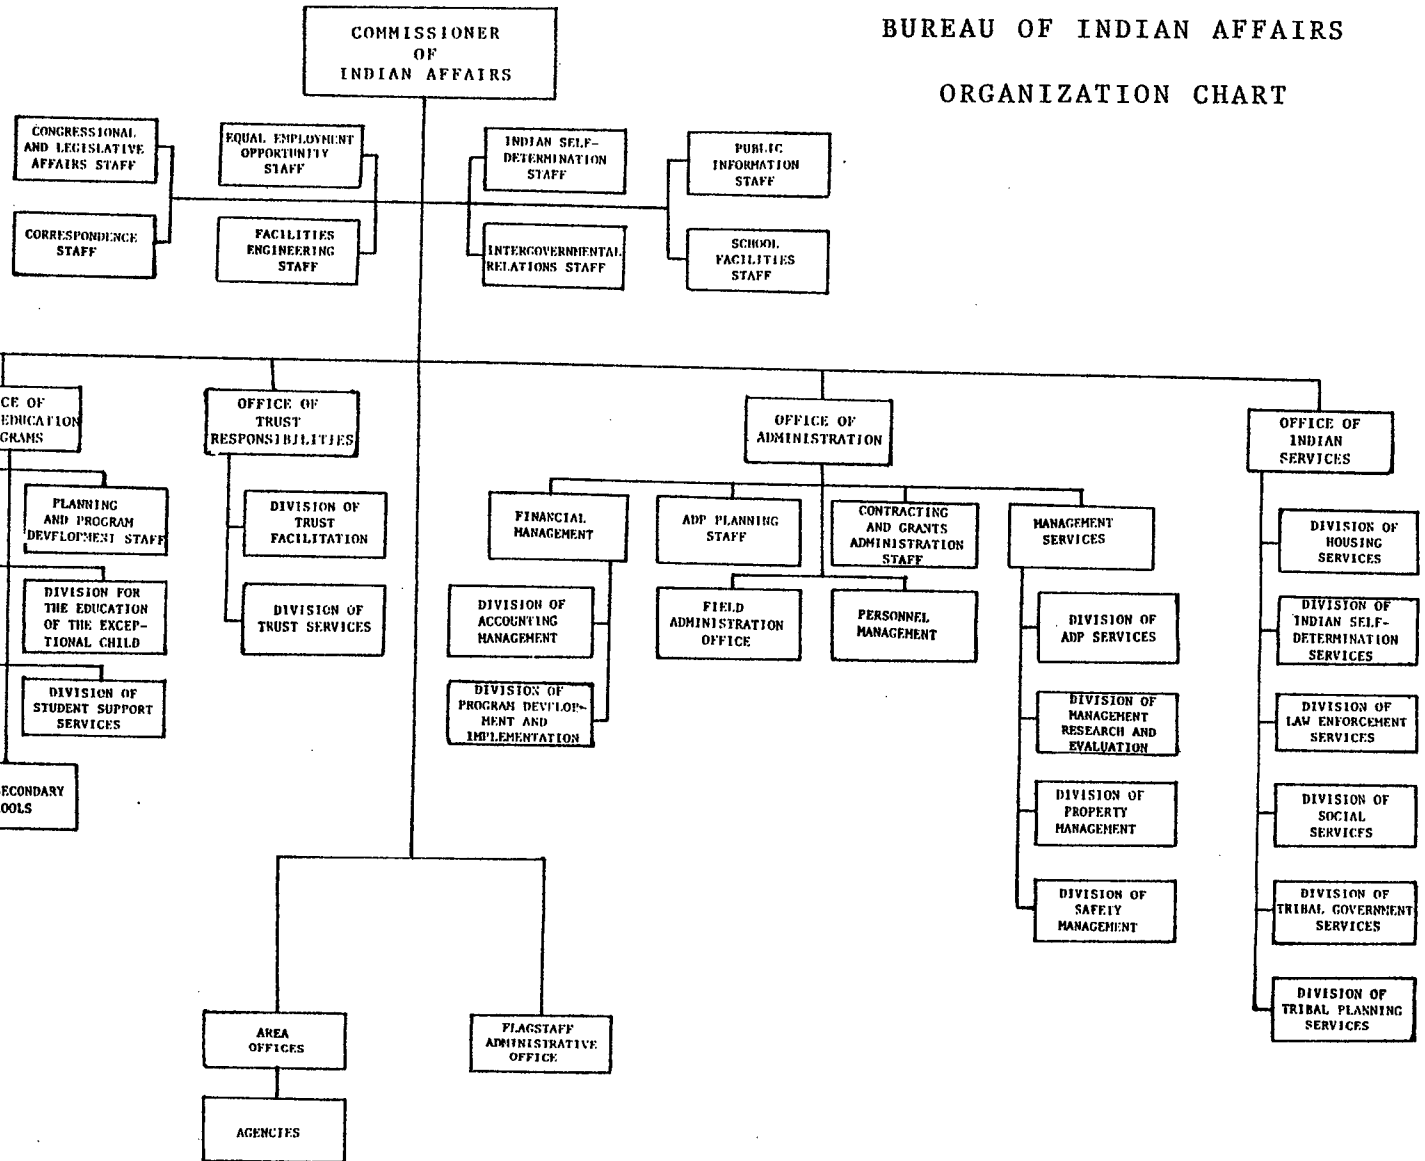 BUREAU OF INDIAN AFFAIRS
ORGANIZATION CHART
COMMISSIONER
OF
INDIAN AFFAIRS
CONGRESSIONAL
AND LEGISLATIVE
AFFAIRS STAFF
EQUAL EMPLOYMENT
OPPORTUNITY
STAFF
INDIAN SELF-
DETERMINATION
STAFF
PUBLIC
INFORMATION
STAFF
CORRESPONDENCE
STAFF
FACILITIES
ENGINEERING
STAFF
INTERGOVERNMENTAL
RELATIONS STAFF
SCHOOL
FACILITIES
STAFF
CE OF
EDUCATION
GRAMS
OFFICE OF
TRUST
RESPONSIBILITIES
OFFICE OF
ADMINISTRATION
OFFICE OF
INDIAN
SERVICES
PLANNING
AND PROGRAM
DEVELOPMENT STAFF
DIVISION FOR
THE EDUCATION
OF THE EXCEP-
TIONAL CHILD
DIVISION OF
STUDENT SUPPORT
SERVICES
ECONDARY
OOLS
DIVISION OF
TRUST
FACILITATION
DIVISION OF
TRUST SERVICES
FINANCIAL
MANAGEMENT
ADP PLANNING
STAFF
CONTRACTING
AND GRANTS
ADMINISTRATION
STAFF
MANAGEMENT
SERVICES
DIVISION OF
ACCOUNTING
MANAGEMENT
DIVISION OF
PROGRAM DEVELOP-
MENT AND
IMPLEMENTATION
FIELD
ADMINISTRATION
OFFICE
PERSONNEL
MANAGEMENT
DIVISION OF
ADP SERVICES
DIVISION OF
MANAGEMENT
RESEARCH AND
EVALUATION
DIVISION OF
PROPERTY
MANAGEMENT
DIVISION OF
SAFETY
MANAGEMENT
DIVISION OF
HOUSING
SERVICES
DIVISION OF
INDIAN SELF-
DETERMINATION
SERVICES
DIVISION OF
LAW ENFORCEMENT
SERVICES
DIVISION OF
SOCIAL
SERVICES
DIVISION OF
TRIBAL GOVERNMENT
SERVICES
DIVISION OF
TRIBAL PLANNING
SERVICES
AREA
OFFICES
FLAGSTAFF
ADMINISTRATIVE
OFFICE
AGENCIES